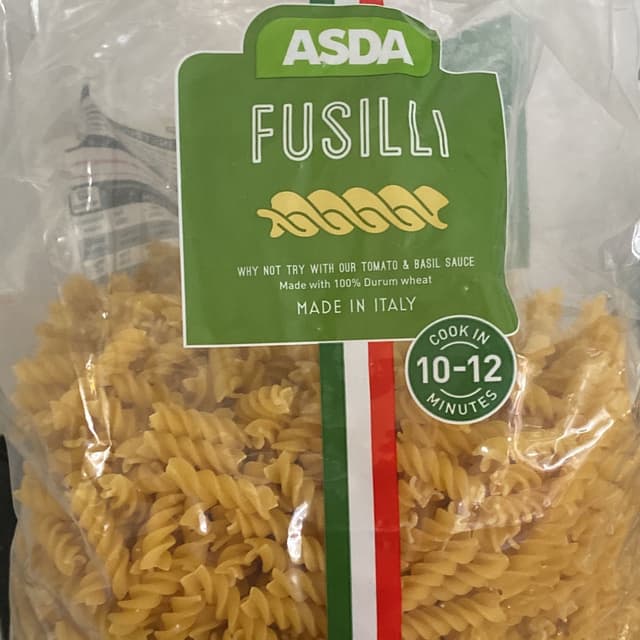 ASDA
FUSILLI
WHY NOT TRY WITH OUR TOMATO & BASIL SAUCE
Made with 100% Durum wheat
MADE IN ITALY
COOK IN
10-12
MINUTES